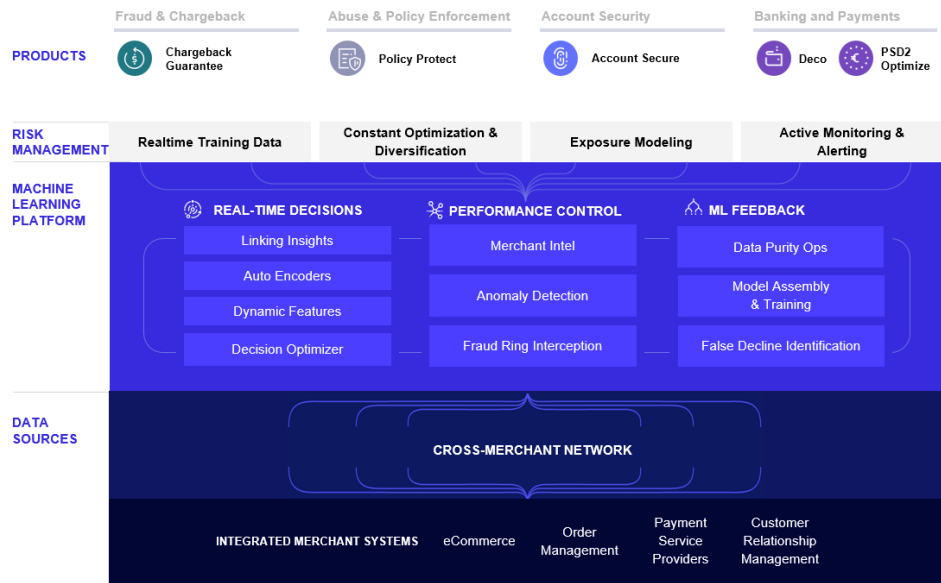 Fraud & Chargeback
Abuse & Policy Enforcement
Account Security
Banking and Payments
PRODUCTS
Chargeback
Guarantee
Policy Protect
Account Secure
Deco
PSD2
Optimize
RISK
MANAGEMENT
Realtime Training Data
Constant Optimization &
Diversification
Exposure Modeling
Active Monitoring &
Alerting
MACHINE
LEARNING
PLATFORM
REAL-TIME DECISIONS
Linking Insights
Auto Encoders
Dynamic Features
Decision Optimizer
PERFORMANCE CONTROL
Merchant Intel
Anomaly Detection
Fraud Ring Interception
ML FEEDBACK
Data Purity Ops
Model Assembly
& Training
False Decline Identification
DATA
SOURCES
CROSS-MERCHANT NETWORK
INTEGRATED MERCHANT SYSTEMS
eCommerce
Order
Management
Payment
Service
Providers
Customer
Relationship
Management